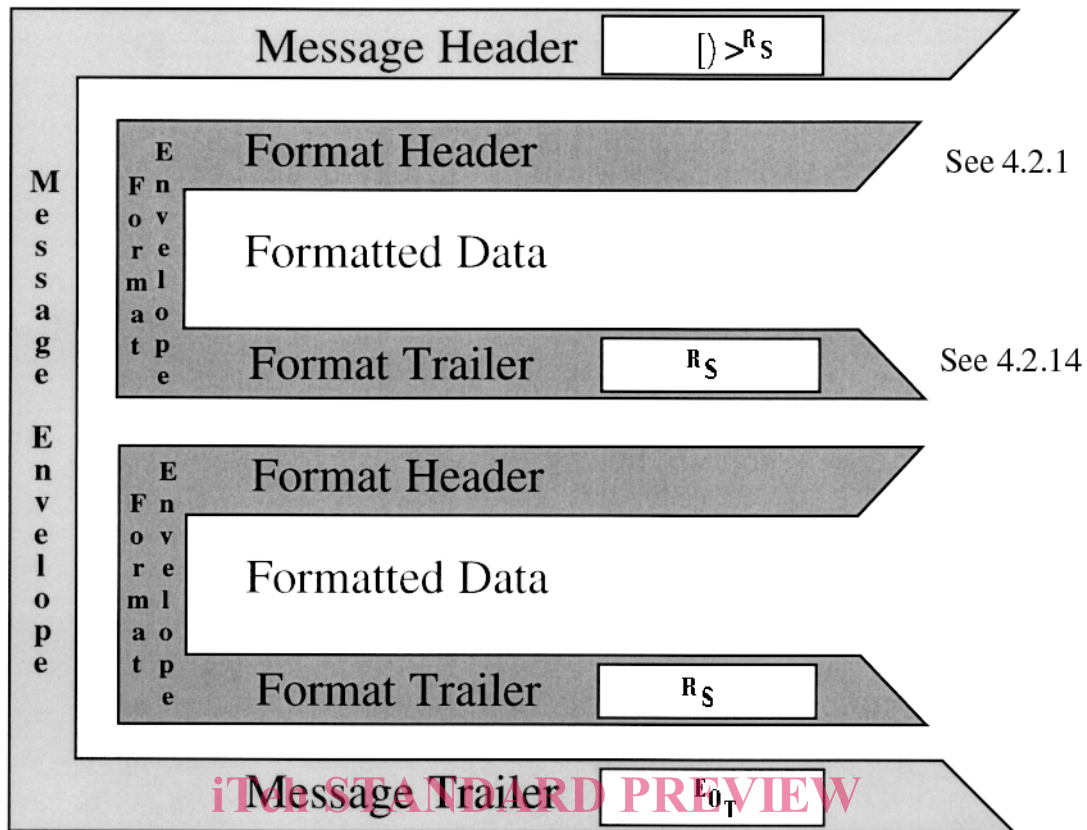 Message Header [)>RS
Message Envelope
Format Envelope
Format Header
See 4.2.1
Formatted Data
Format Trailer RS
See 4.2.14
Format Envelope
Format Header
Formatted Data
Format Trailer RS
Message Trailer EOT
iTeh STANDARD PREVIEW